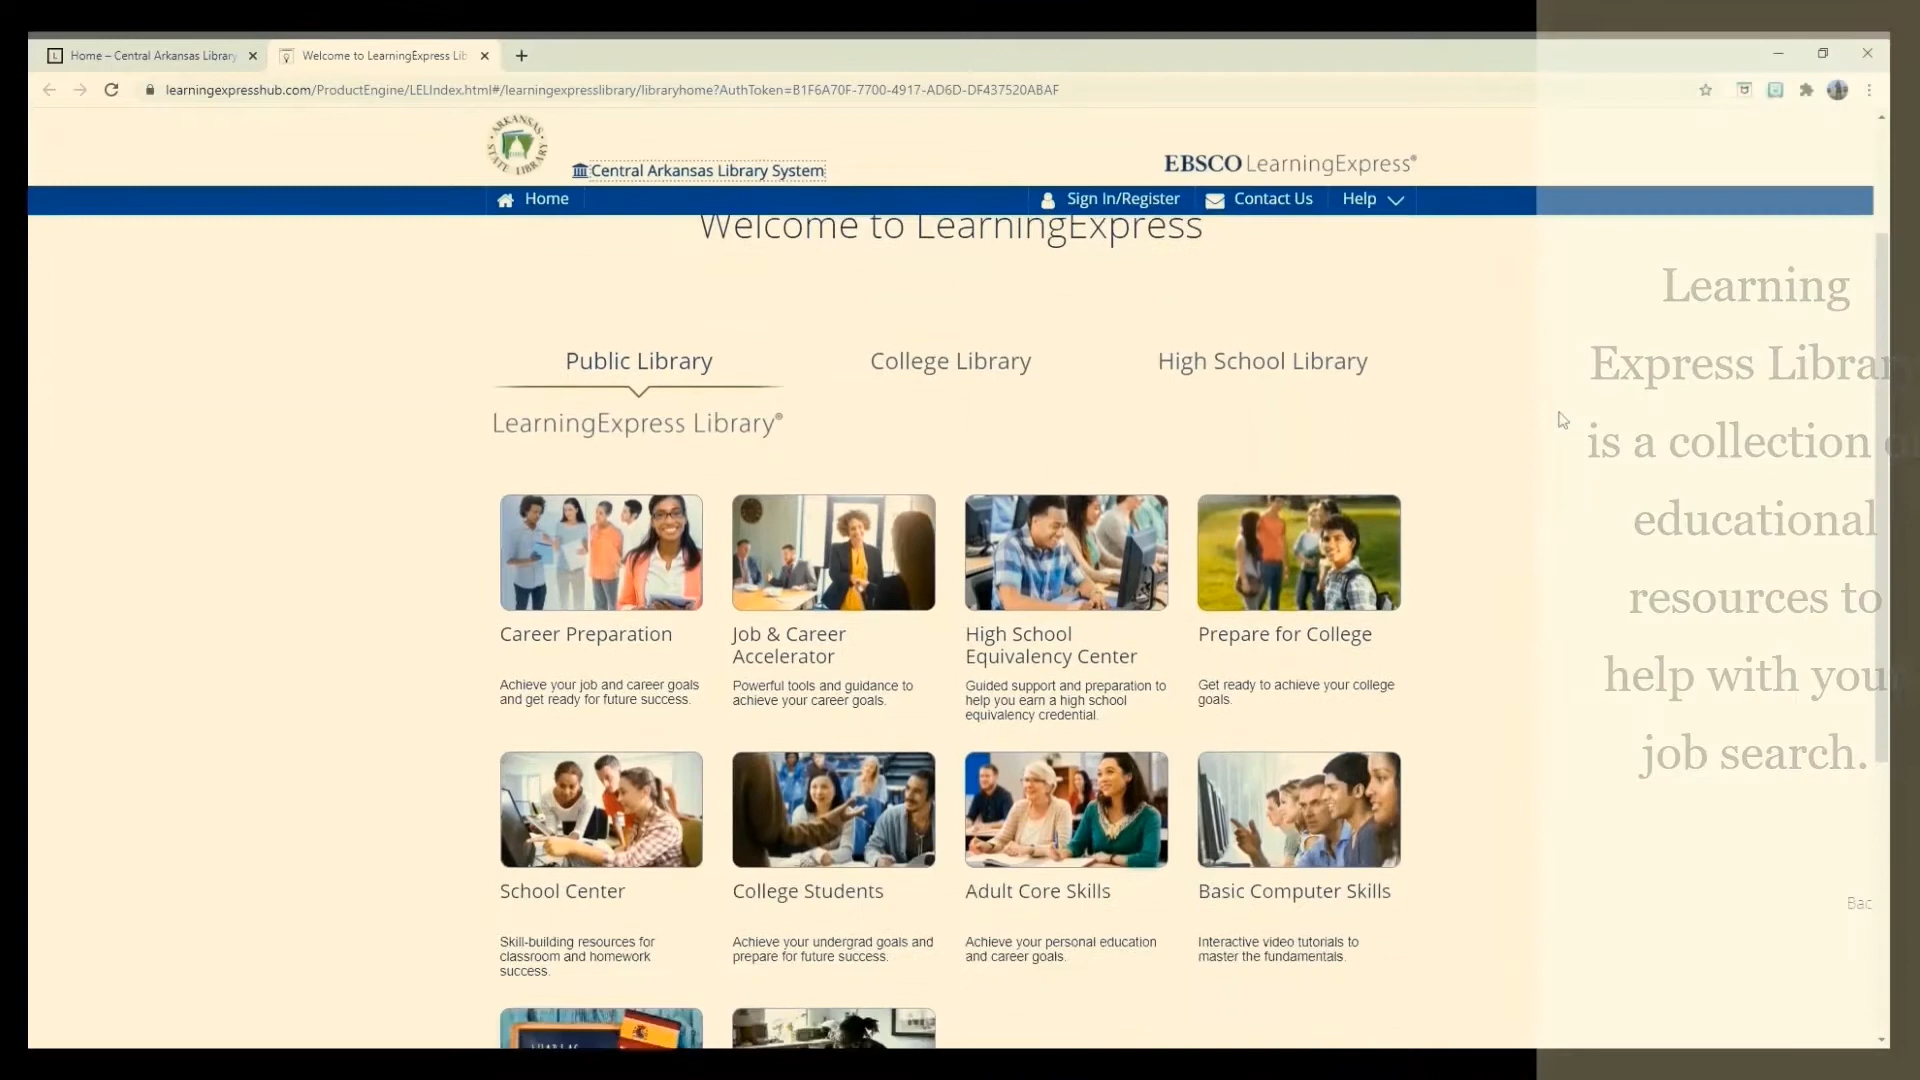 Home – Central Arkansas Library
Welcome to LearningExpress Lib
learningexpresshub.com/ProductEngine/LELIndex.html#/learningexpresslibrary/libraryhome?AuthToken=B1F6A70F-7700-4917-AD6D-DF437520ABAF
ARKANSAS
STATE LIBRARY
Central Arkansas Library System
EBSCO LearningExpress®
Home
Sign In/Register
Contact Us
Help
Welcome to LearningExpress
Public Library
College Library
High School Library
LearningExpress Library®
Career Preparation
Achieve your job and career goals
and get ready for future success.
Job & Career
Accelerator
Powerful tools and guidance to
achieve your career goals.
High School
Equivalency Center
Guided support and preparation to
help you earn a high school
equivalency credential.
Prepare for College
Get ready to achieve your college
goals.
School Center
Skill-building resources for
classroom and homework
success.
College Students
Achieve your undergrad goals and
prepare for future success.
Adult Core Skills
Achieve your personal education
and career goals.
Basic Computer Skills
Interactive video tutorials to
master the fundamentals.
Learning
Express Library
is a collection of
educational
resources to
help with your
job search.
Bac